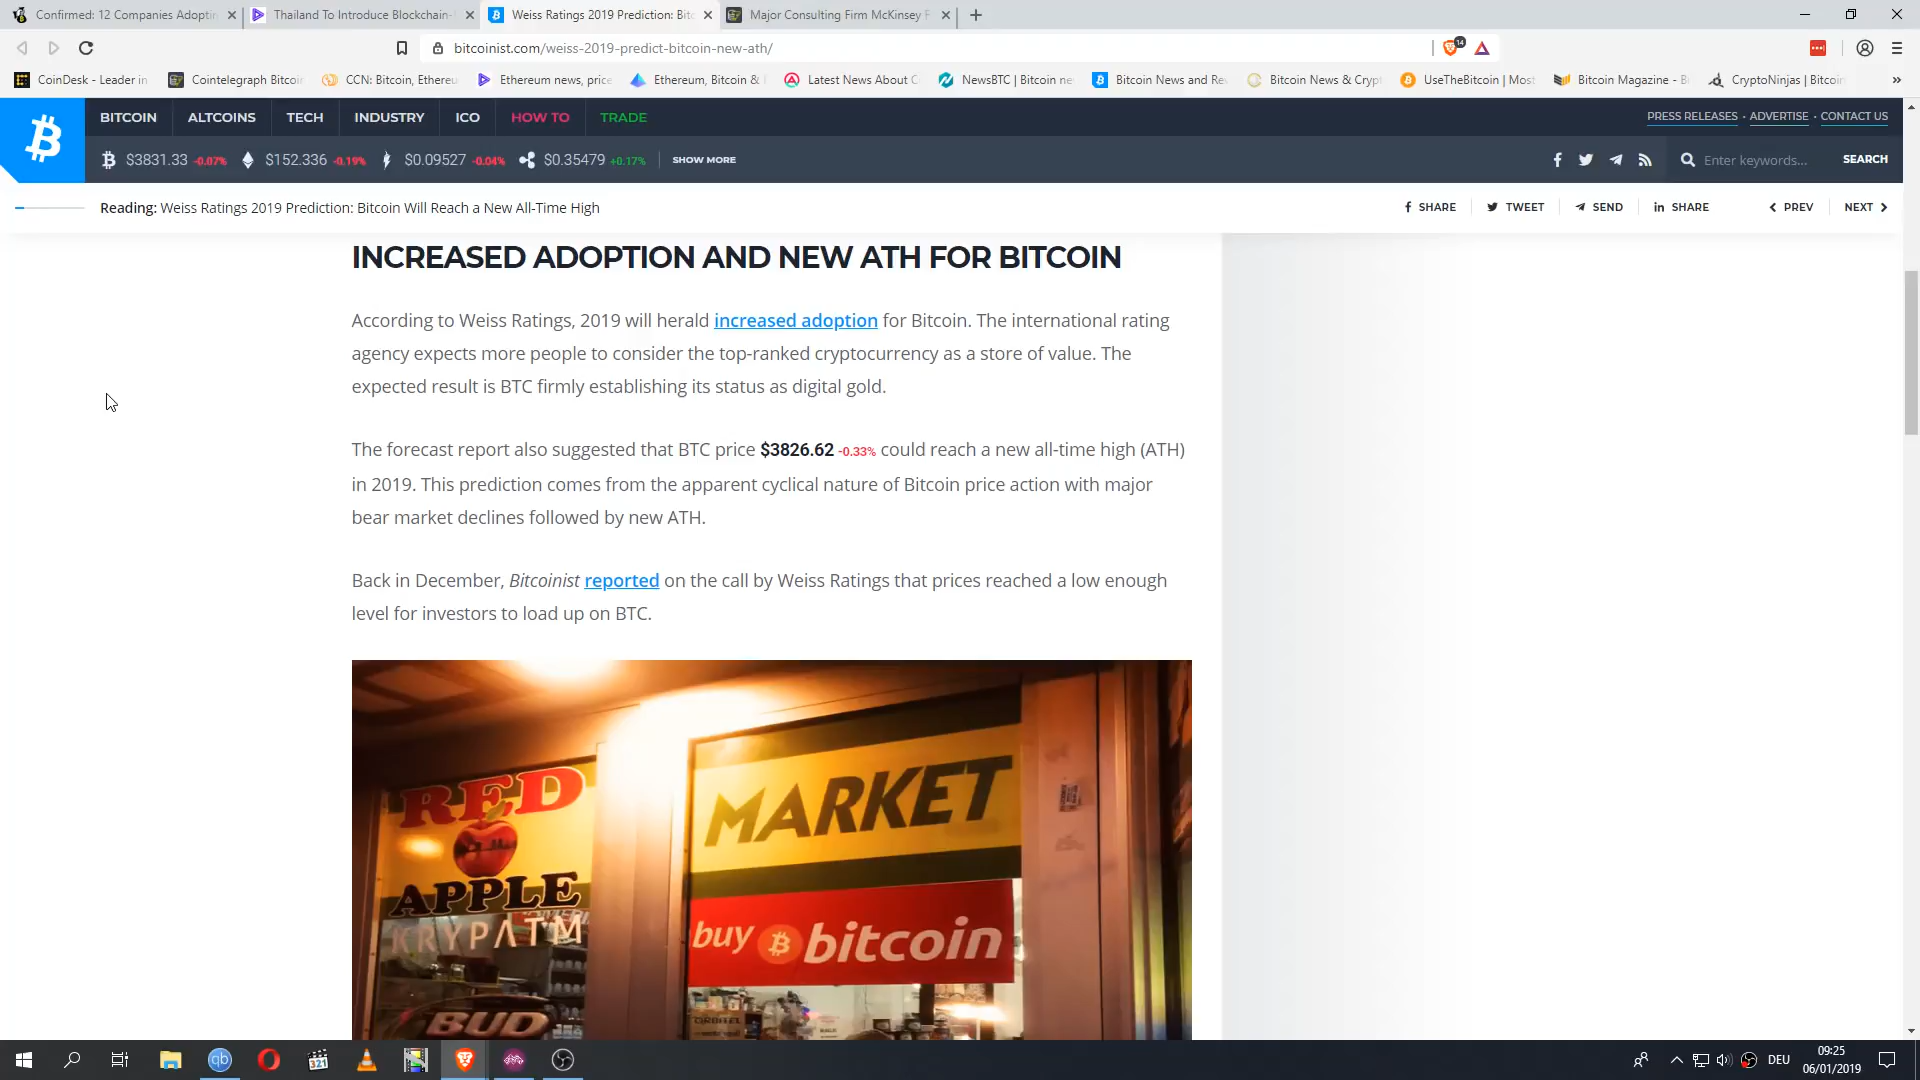 Confirmed: 12 Companies Adoptin
Thailand To Introduce Blockchain-
Weiss Ratings 2019 Prediction: Bitc
Major Consulting Firm McKinsey F
bitcoinist.com/weiss-2019-predict-bitcoin-new-ath/
14
CoinDesk - Leader in
Cointelegraph Bitcoin
CCN: Bitcoin, Ethereu
Ethereum news, price
Ethereum, Bitcoin &
Latest News About C
NewsBTC | Bitcoin ne
Bitcoin News and Re
Bitcoin News & Crypt
UseTheBitcoin | Most
Bitcoin Magazine - B
CryptoNinjas | Bitcoin
»
BITCOIN
ALTCOINS
TECH
INDUSTRY
ICO
HOW TO
TRADE
PRESS RELEASES · ADVERTISE · CONTACT US
$3831.33 -0.07%
$152.336 -0.19%
$0.09527 -0.04%
$0.35479 +0.17%
SHOW MORE
Enter keywords...
SEARCH
Reading: Weiss Ratings 2019 Prediction: Bitcoin Will Reach a New All-Time High
SHARE
TWEET
SEND
SHARE
PREV
NEXT
INCREASED ADOPTION AND NEW ATH FOR BITCOIN
According to Weiss Ratings, 2019 will herald increased adoption for Bitcoin. The international rating
agency expects more people to consider the top-ranked cryptocurrency as a store of value. The
expected result is BTC firmly establishing its status as digital gold.
The forecast report also suggested that BTC price $3826.62 -0.33% could reach a new all-time high (ATH)
in 2019. This prediction comes from the apparent cyclical nature of Bitcoin price action with major
bear market declines followed by new ATH.
Back in December, Bitcoinist reported on the call by Weiss Ratings that prices reached a low enough
level for investors to load up on BTC.
RED
APPLE
KRYPATM
BUD
MARKET
buy bitcoin
qb
321
DEU
09:25
06/01/2019